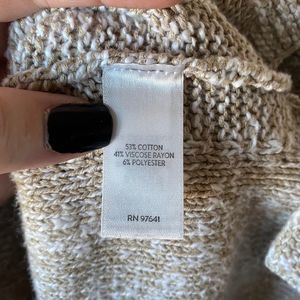 53% COTTON
41% VISCOSE RAYON
6% POLYESTER
RN 97641